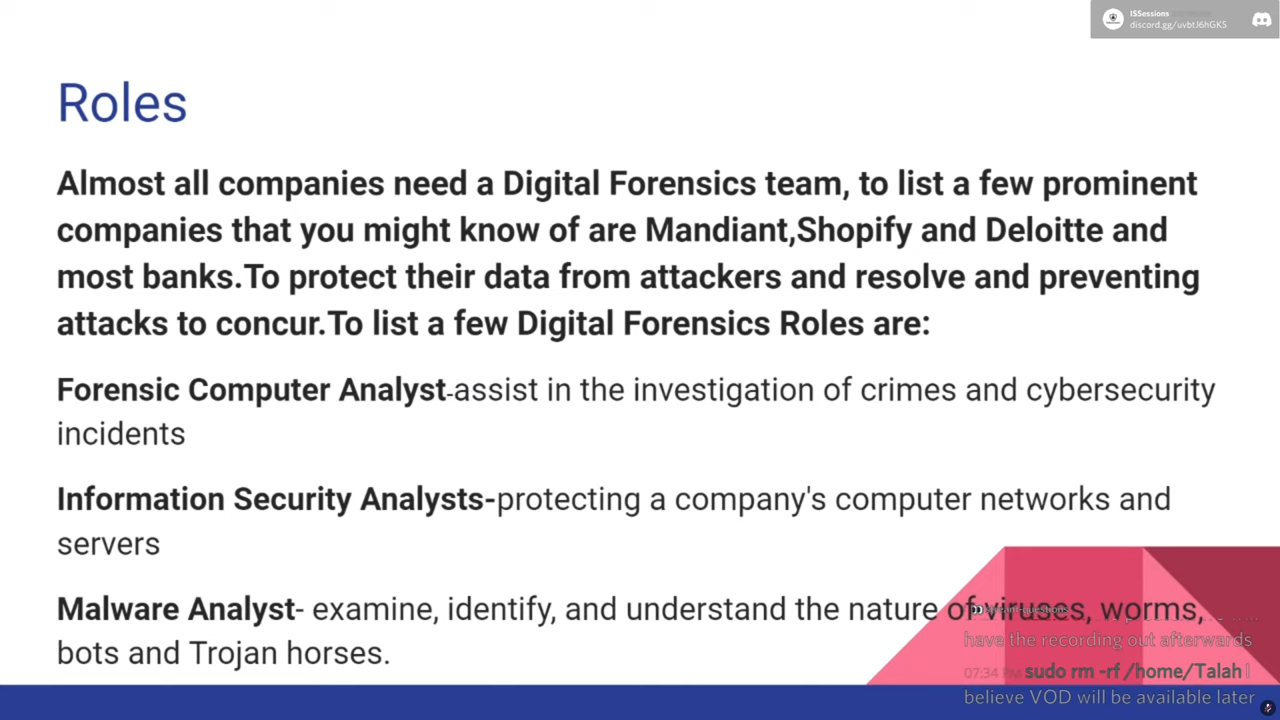 ISSessions
discord.gg/uvbtJ6hGKS
Roles
Almost all companies need a Digital Forensics team, to list a few prominent
companies that you might know of are Mandiant,Shopify and Deloitte and
most banks.To protect their data from attackers and resolve and preventing
attacks to concur.To list a few Digital Forensics Roles are:
Forensic Computer Analyst-assist in the investigation of crimes and cybersecurity
incidents
Information Security Analysts-protecting a company's computer networks and
servers
Malware Analyst- examine, identify, and understand the nature of viruses, worms,
bots and Trojan horses.
stream-questions
have the recording out afterwards
07:34 PM sudo rm -rf /home/Talah I
believe VOD will be available later